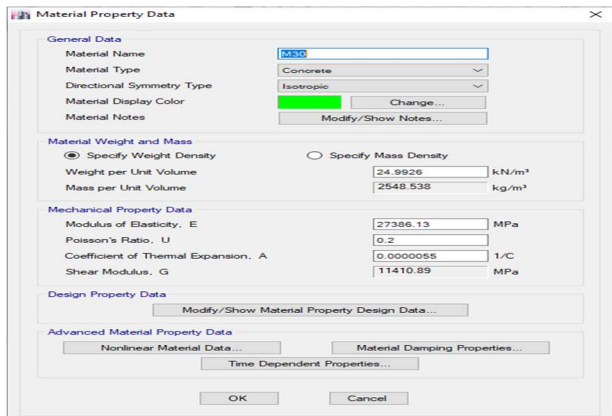 Material Property Data
General Data
Material Name M30
Material Type Concrete
Directional Symmetry Type Isotropic
Material Display Color Change...
Material Notes Modify/Show Notes...
Material Weight and Mass
Specify Weight Density Specify Mass Density
Weight per Unit Volume 24.9926 kN/m³
Mass per Unit Volume 2548.538 kg/m³
Mechanical Property Data
Modulus of Elasticity, E 27386.13 MPa
Poisson's Ratio, U 0.2
Coefficient of Thermal Expansion, A 0.0000055 1/C
Shear Modulus, G 11410.89 MPa
Design Property Data
Modify/Show Material Property Design Data...
Advanced Material Property Data
Nonlinear Material Data... Material Damping Properties...
Time Dependent Properties...
OK Cancel